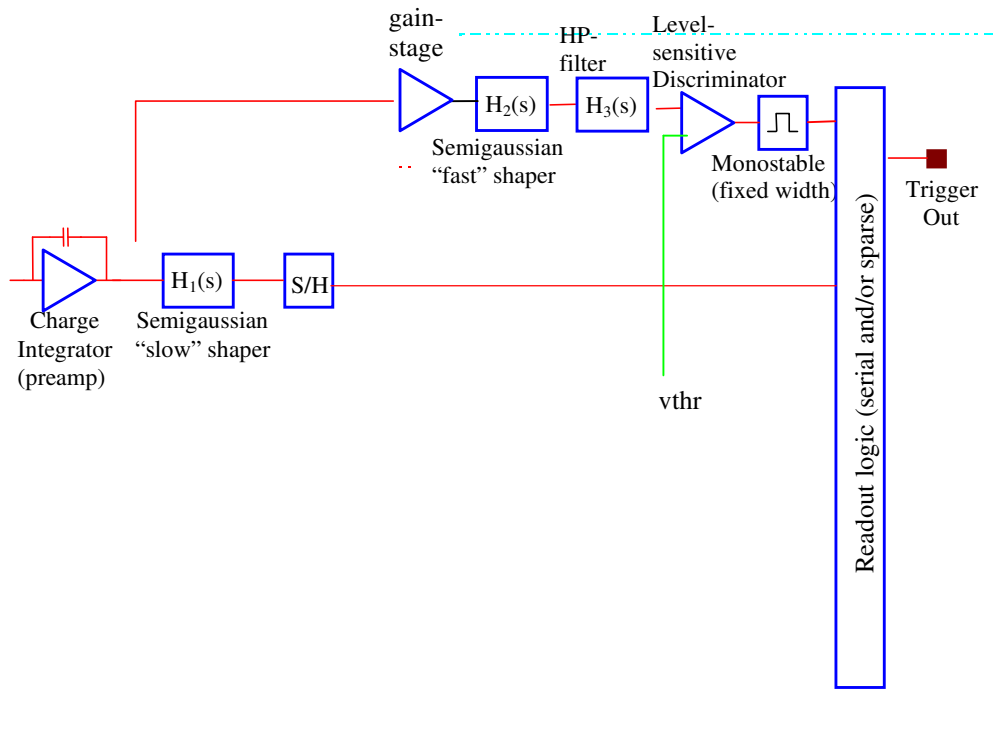 gain-
stage
HP-
filter
Level-
sensitive
Discriminator
H₂(s)
H₃(s)
Semigaussian
“fast” shaper
Monostable
(fixed width)
Trigger
Out
H₁(s)
S/H
Charge
Integrator
(preamp)
Semigaussian
“slow” shaper
vthr
Readout logic (serial and/or sparse)